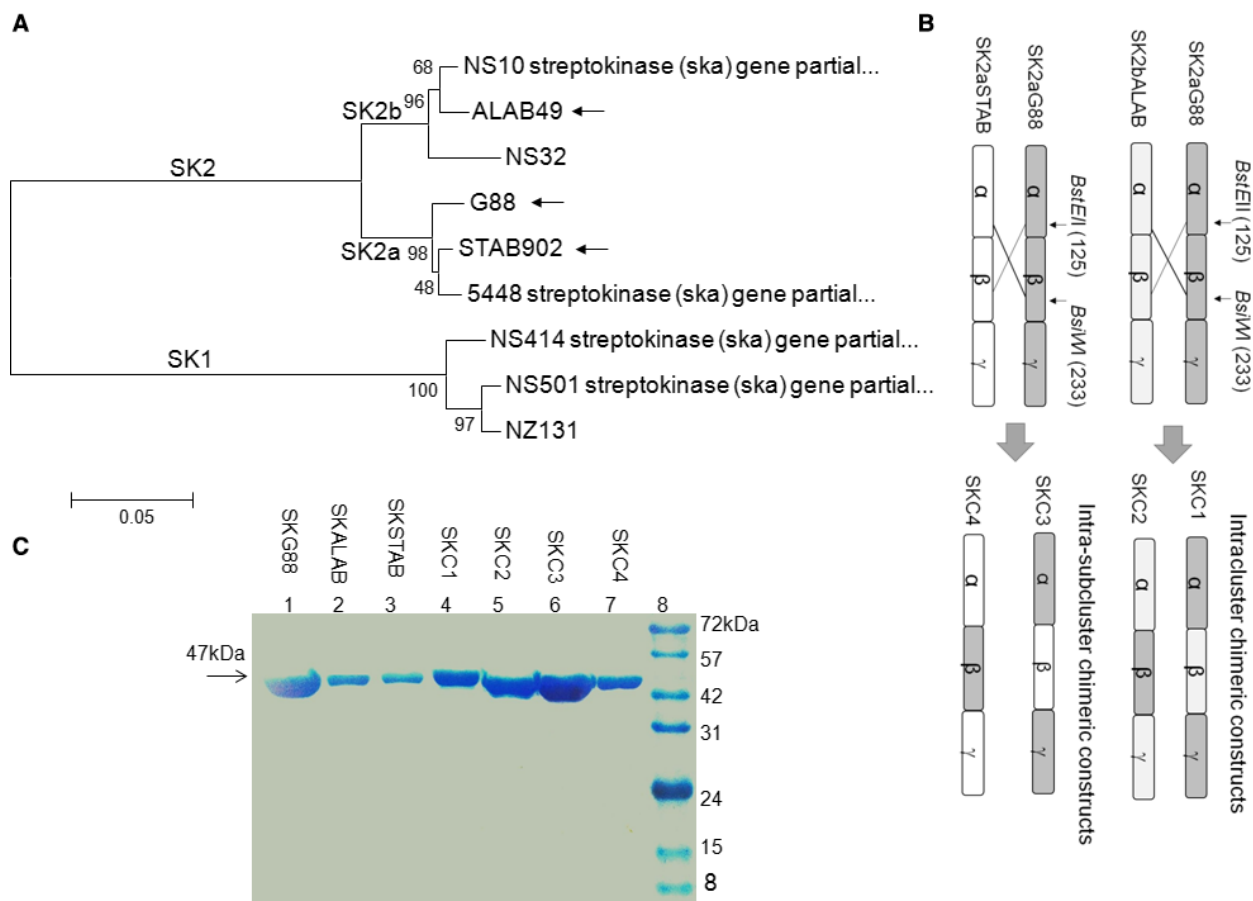 A
68
NS10 streptokinase (ska) gene partial...
96
SK2b
ALAB49
NS32
SK2
G88
SK2a
98
STAB902
48
5448 streptokinase (ska) gene partial...
NS414 streptokinase (ska) gene partial...
SK1
100
NS501 streptokinase (ska) gene partial...
97
NZ131
0.05
B
SK2aSTAB
SK2aG88
SK2bALAB
SK2aG88
α
α
α
α
BstE/I (125)
BstEII (125)
β
β
β
β
BsiWI (233)
BsiWI (233)
γ
γ
γ
γ
SKC4
SKC3
SKC2
SKC1
α
α
α
α
β
β
β
β
γ
γ
γ
γ
Intra-subcluster chimeric constructs
Intracluster chimeric constructs
C
SKG88
SKALAB
SKSTAB
SKC1
SKC2
SKC3
SKC4
1 2 3 4 5 6 7 8
47kDa
72kDa
57
42
31
24
15
8